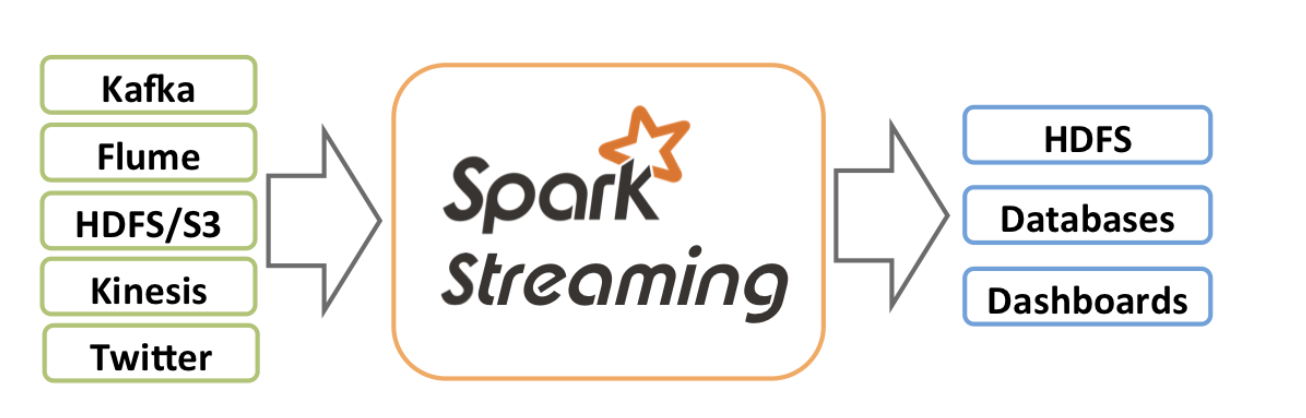 Kafka
Flume
HDFS/S3
Kinesis
Twitter
Spark
Streaming
HDFS
Databases
Dashboards